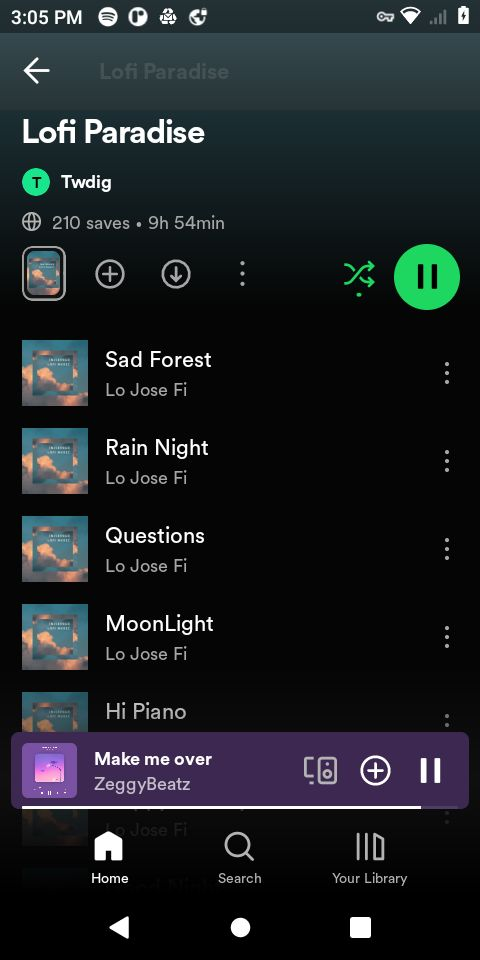 3:05 PM
Lofi Paradise
Lofi Paradise
T Twdig
210 saves • 9h 54min
Sad Forest
Lo Jose Fi
Rain Night
Lo Jose Fi
Questions
Lo Jose Fi
MoonLight
Lo Jose Fi
Hi Piano
Make me over
ZeggyBeatz
Lo Jose Fi
Home
Search
Your Library